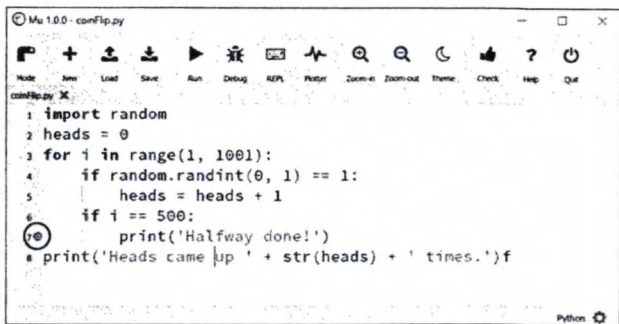 Mu 1.0.0 - coinFlip.py
Mode New Load Save Run Debug REPL Plotter Zoom-in Zoom-out Theme Check Help Quit
coinFlip.py
1 import random
2 heads = 0
3 for i in range(1, 1001):
4 if random.randint(0, 1) == 1:
5 heads = heads + 1
6 if i == 500:
7 print('Halfway done!')
8 print('Heads came up ' + str(heads) + ' times.')f
Python